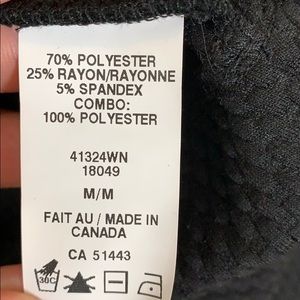 70% POLYESTER
25% RAYON/RAYONNE
5% SPANDEX
COMBO:
100% POLYESTER
41324WN
18049
M/M
FAIT AU / MADE IN
CANADA
CA 51443
30C